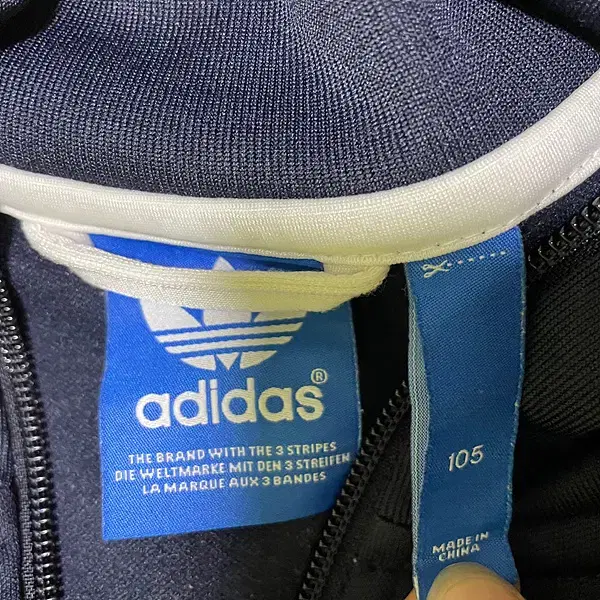 adidas®
THE BRAND WITH THE 3 STRIPES
DIE WELTMARKE MIT DEN 3 STREIFEN
LA MARQUE AUX 3 BANDES
105
MADE IN
CHINA